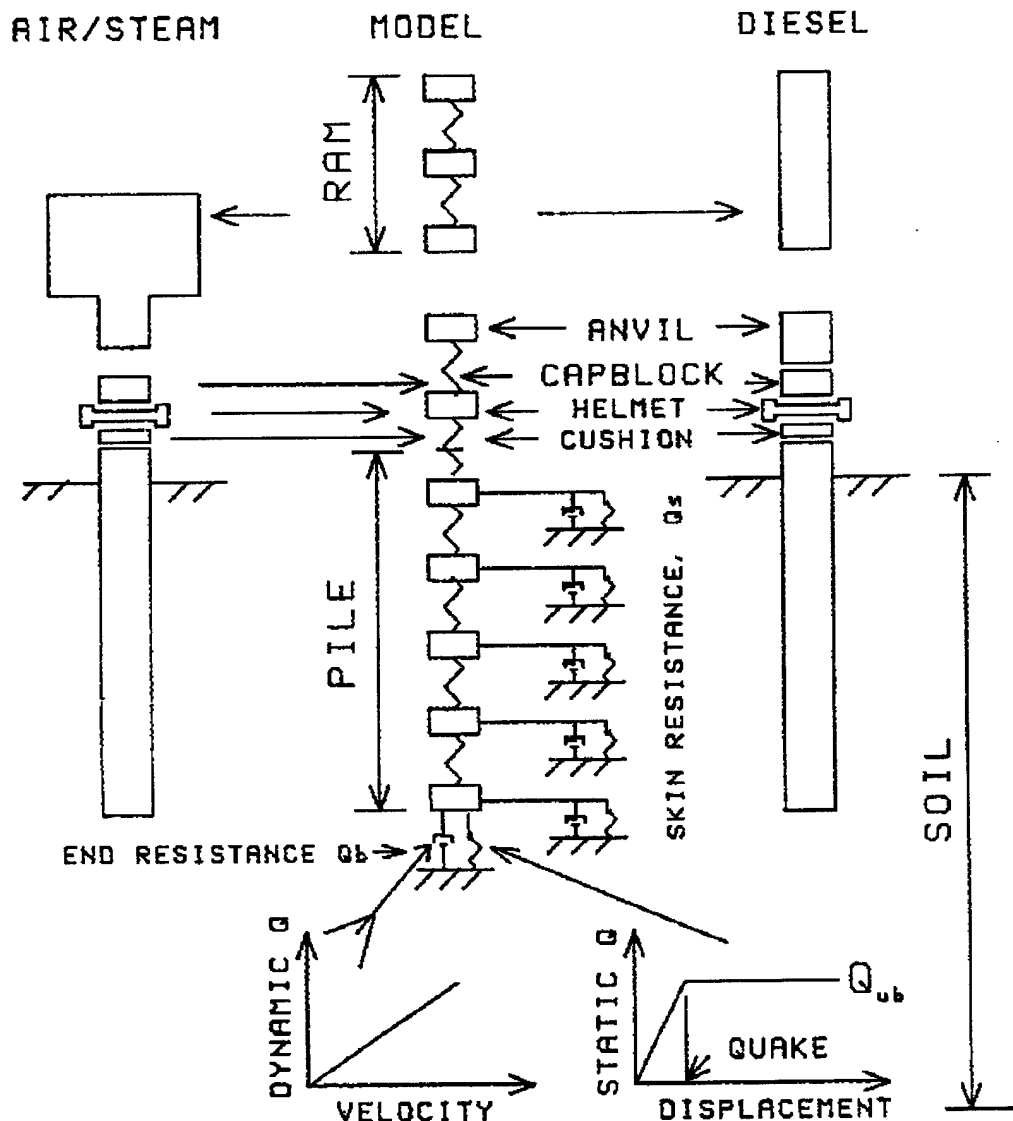 AIR/STEAM
MODEL
DIESEL
RAM
ANVIL
CAPBLOCK
HELMET
CUSHION
PILE
SKIN RESISTANCE, Qs
SOIL
END RESISTANCE Qb
DYNAMIC Q
VELOCITY
STATIC Q
Qub
QUAKE
DISPLACEMENT